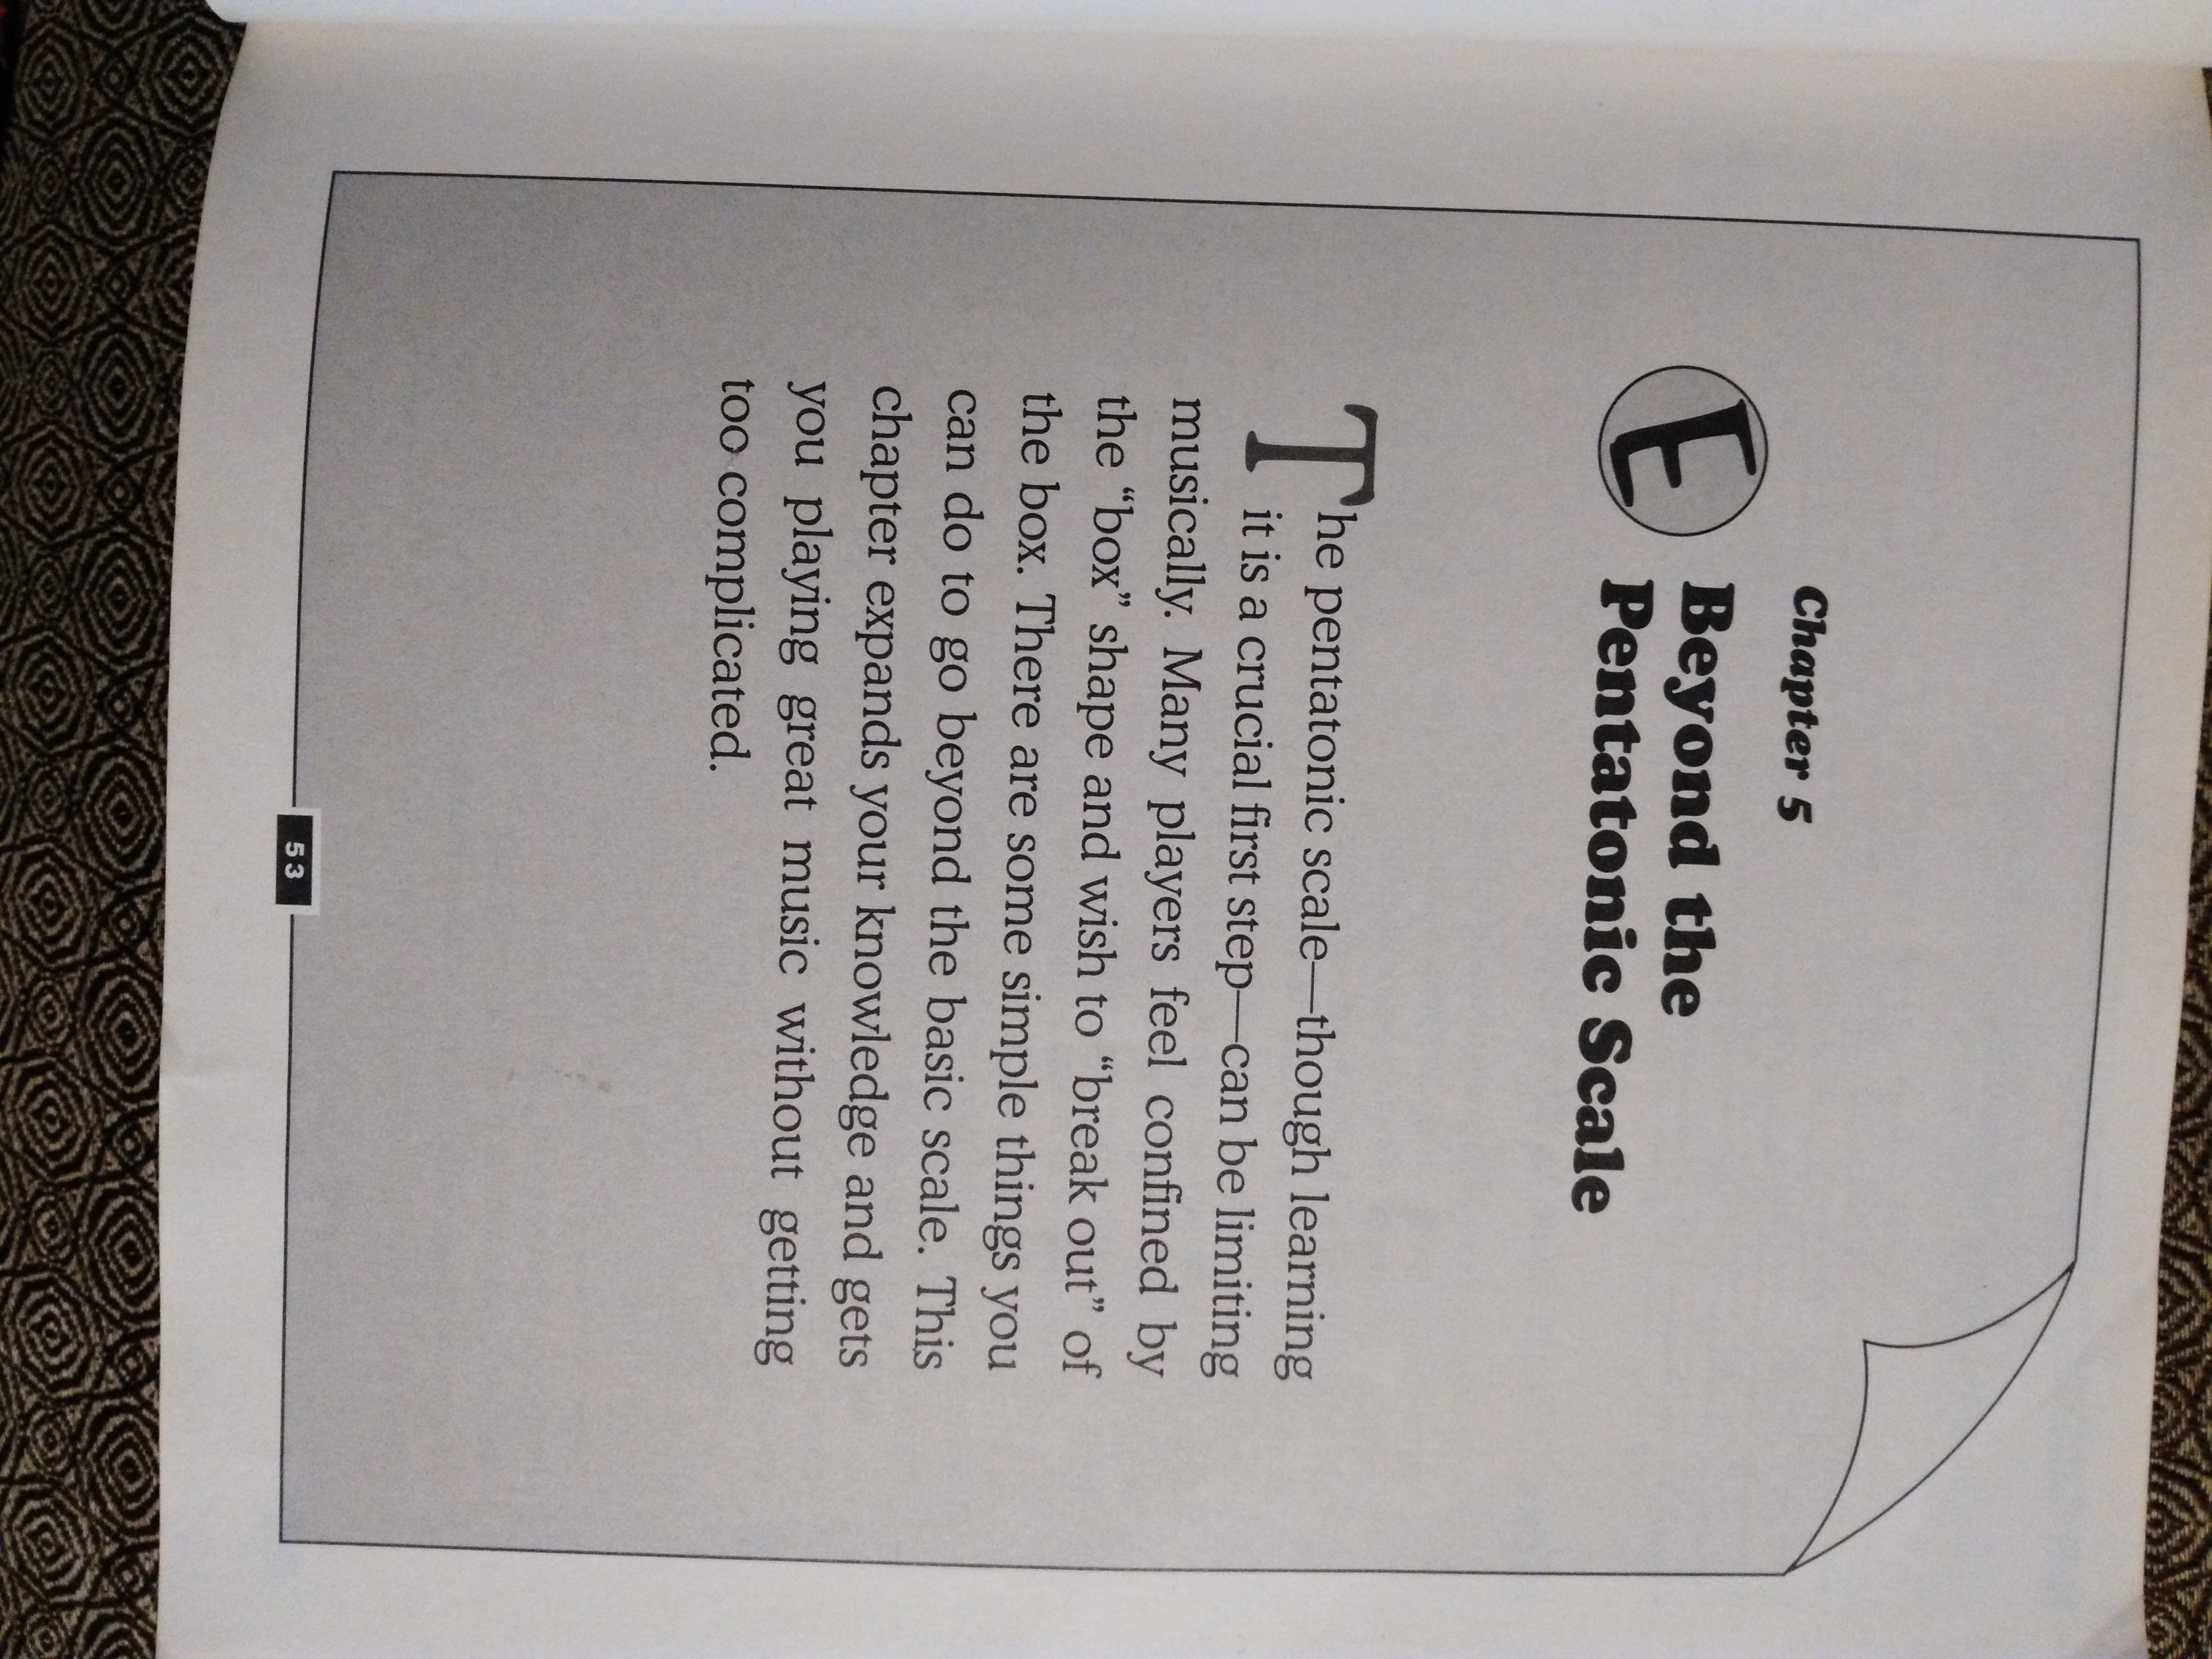 Chapter 5
E
Beyond the
Pentatonic Scale
The pentatonic scale—though learning
it is a crucial first step—can be limiting
musically. Many players feel confined by
the “box” shape and wish to “break out” of
the box. There are some simple things you
can do to go beyond the basic scale. This
chapter expands your knowledge and gets
you playing great music without getting
too complicated.
53